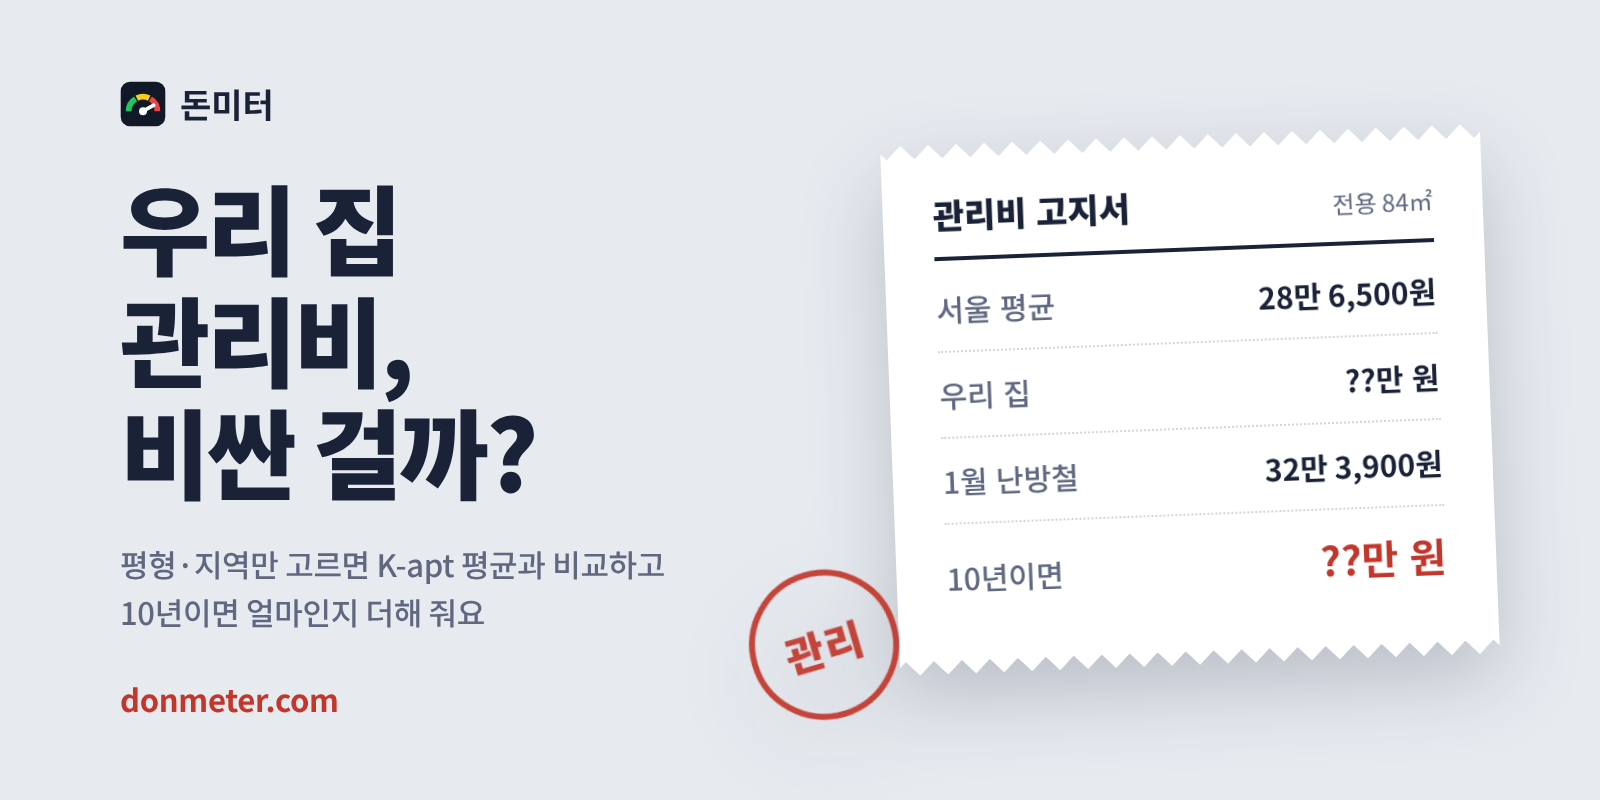 돈미터
우리 집
관리비,
비싼 걸까?
평형·지역만 고르면 K-apt 평균과 비교하고
10년이면 얼마인지 더해 줘요
donmeter.com
관리비 고지서 전용 84㎡
서울 평균 28만 6,500원
우리 집 ??만 원
1월 난방철 32만 3,900원
10년이면 ??만 원
관리